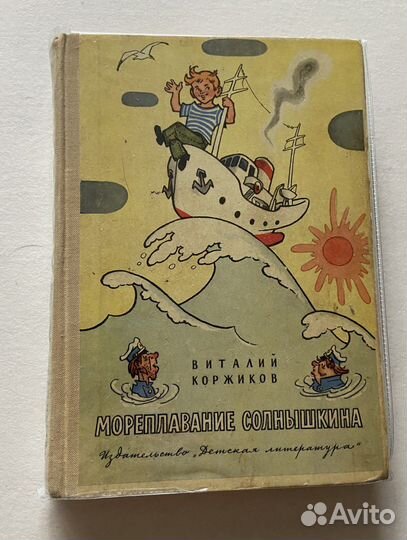 ВИТАЛИЙ
КОРЖИКОВ
МОРЕПЛАВАНИЕ СОЛНЫШКИНА
Издательство „Детская литература“
Avito